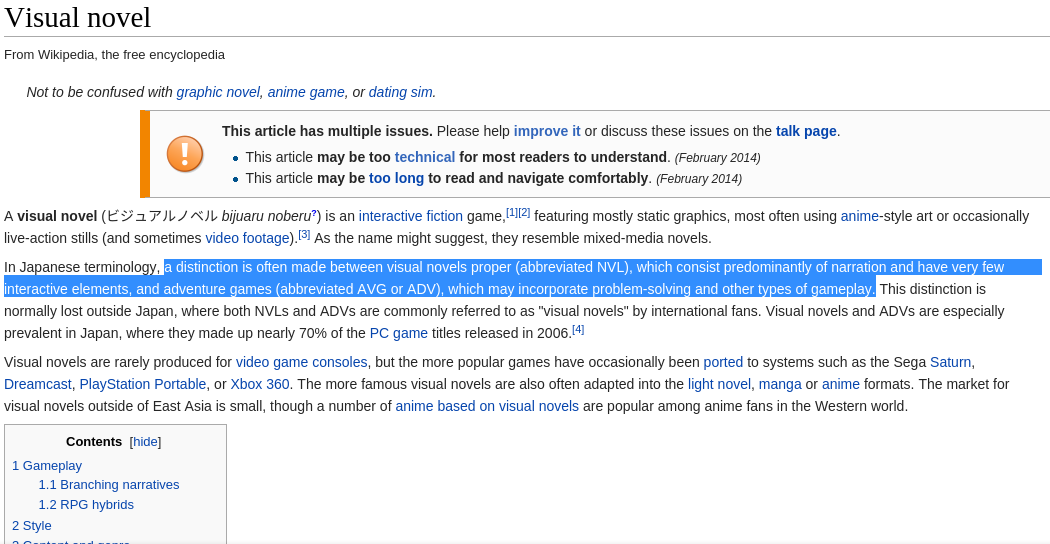 Visual novel
From Wikipedia, the free encyclopedia
Not to be confused with graphic novel, anime game, or dating sim.
This article has multiple issues. Please help improve it or discuss these issues on the talk page.
• This article may be too technical for most readers to understand. (February 2014)
• This article may be too long to read and navigate comfortably. (February 2014)
A visual novel (ビジュアルノベル bijuaru noberu?) is an interactive fiction game,[1][2] featuring mostly static graphics, most often using anime-style art or occasionally
live-action stills (and sometimes video footage).[3] As the name might suggest, they resemble mixed-media novels.
In Japanese terminology, a distinction is often made between visual novels proper (abbreviated NVL), which consist predominantly of narration and have very few
interactive elements, and adventure games (abbreviated AVG or ADV), which may incorporate problem-solving and other types of gameplay. This distinction is
normally lost outside Japan, where both NVLs and ADVs are commonly referred to as "visual novels" by international fans. Visual novels and ADVs are especially
prevalent in Japan, where they made up nearly 70% of the PC game titles released in 2006.[4]
Visual novels are rarely produced for video game consoles, but the more popular games have occasionally been ported to systems such as the Sega Saturn,
Dreamcast, PlayStation Portable, or Xbox 360. The more famous visual novels are also often adapted into the light novel, manga or anime formats. The market for
visual novels outside of East Asia is small, though a number of anime based on visual novels are popular among anime fans in the Western world.
Contents [hide]
1 Gameplay
1.1 Branching narratives
1.2 RPG hybrids
2 Style
3 Content and genre